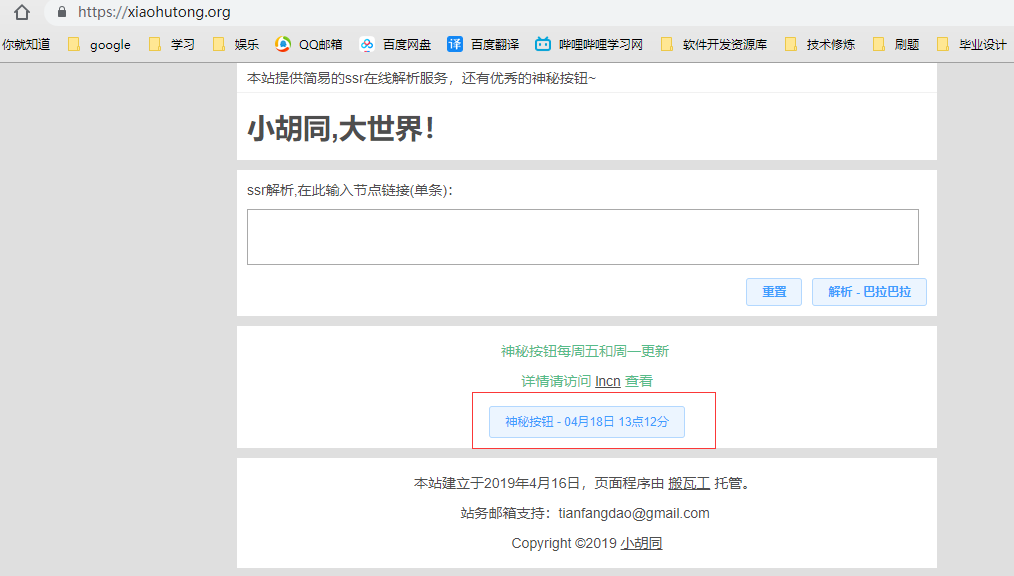 https://xiaohutong.org
你就知道 google 学习 娱乐 QQ邮箱 百度网盘 译 百度翻译 哔哩哔哩学习网 软件开发资源库 技术修炼 刷题 毕业设计
本站提供简易的ssr在线解析服务，还有优秀的神秘按钮~
小胡同,大世界！
ssr解析,在此输入节点链接(单条)：
重置 解析 - 巴拉巴拉
神秘按钮每周五和周一更新
详情请访问 lncn 查看
神秘按钮 - 04月18日 13点12分
本站建立于2019年4月16日，页面程序由 搬瓦工 托管。
站务邮箱支持：tianfangdao@gmail.com
Copyright ©2019 小胡同